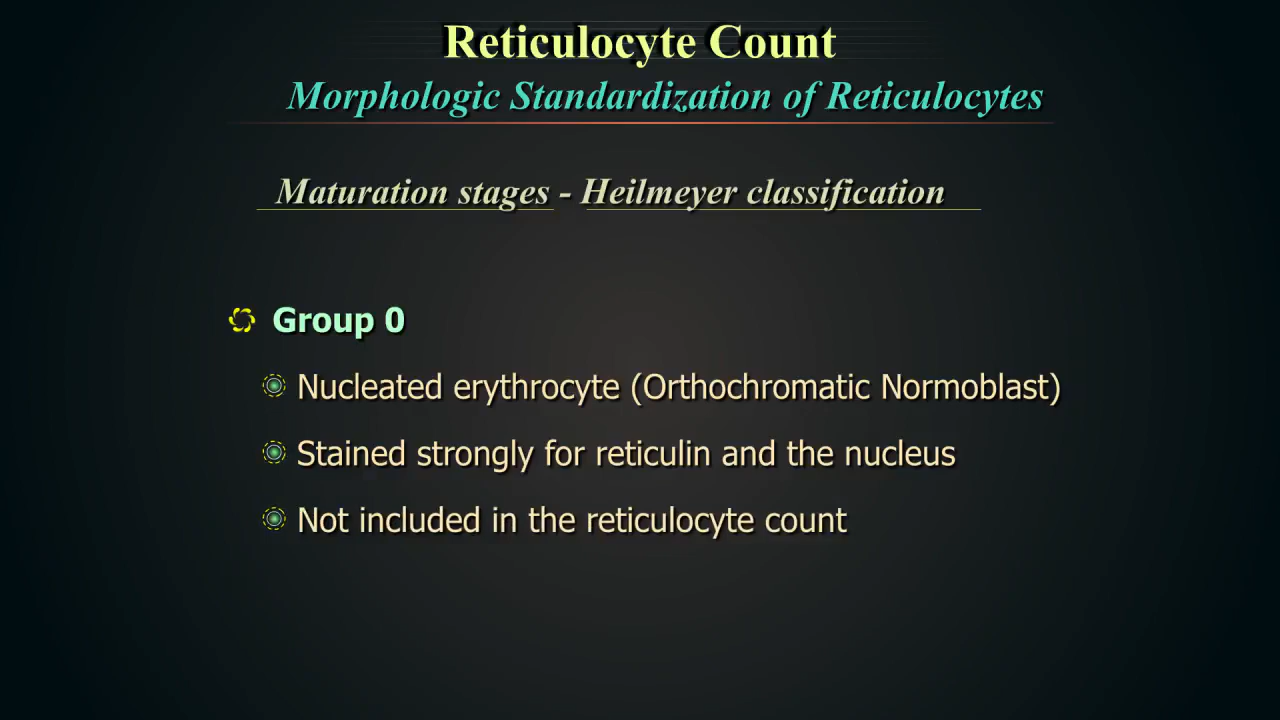 Reticulocyte Count
Morphologic Standardization of Reticulocytes
Maturation stages - Heilmeyer classification
Group 0
Nucleated erythrocyte (Orthochromatic Normoblast)
Stained strongly for reticulin and the nucleus
Not included in the reticulocyte count